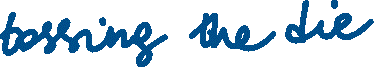 tossing the die